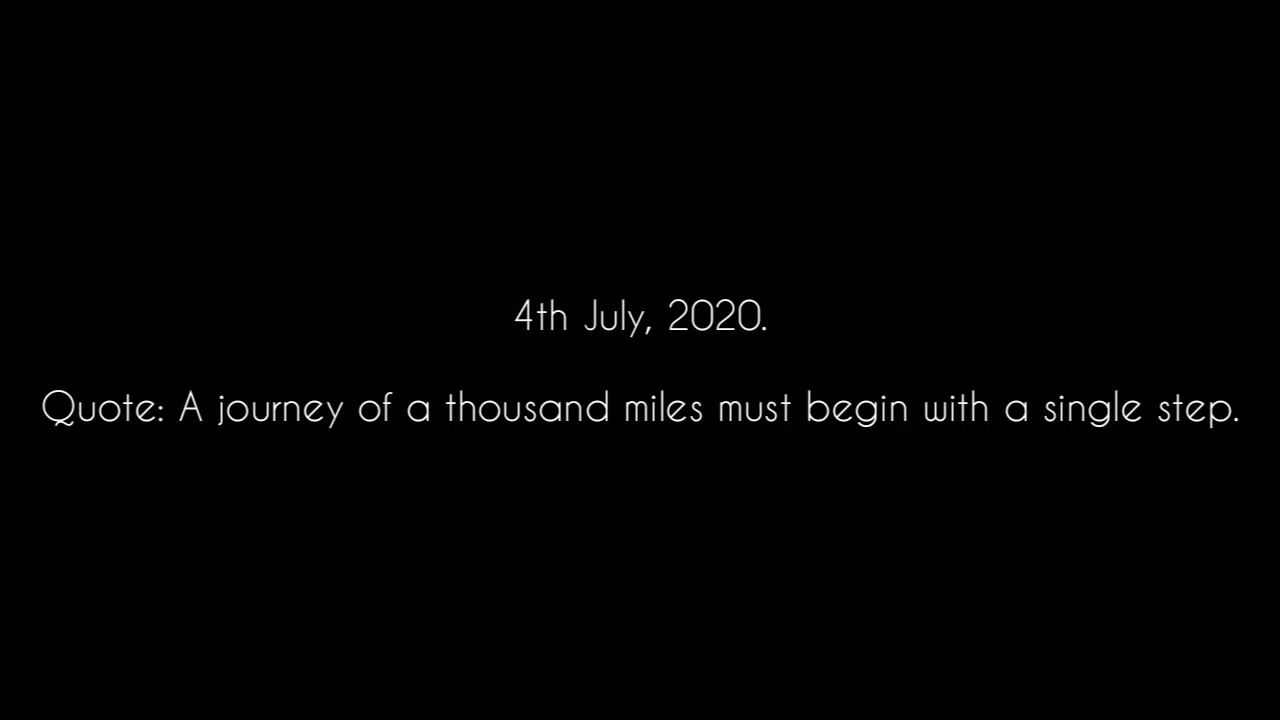 4th July, 2020.
Quote: A journey of a thousand miles must begin with a single step.